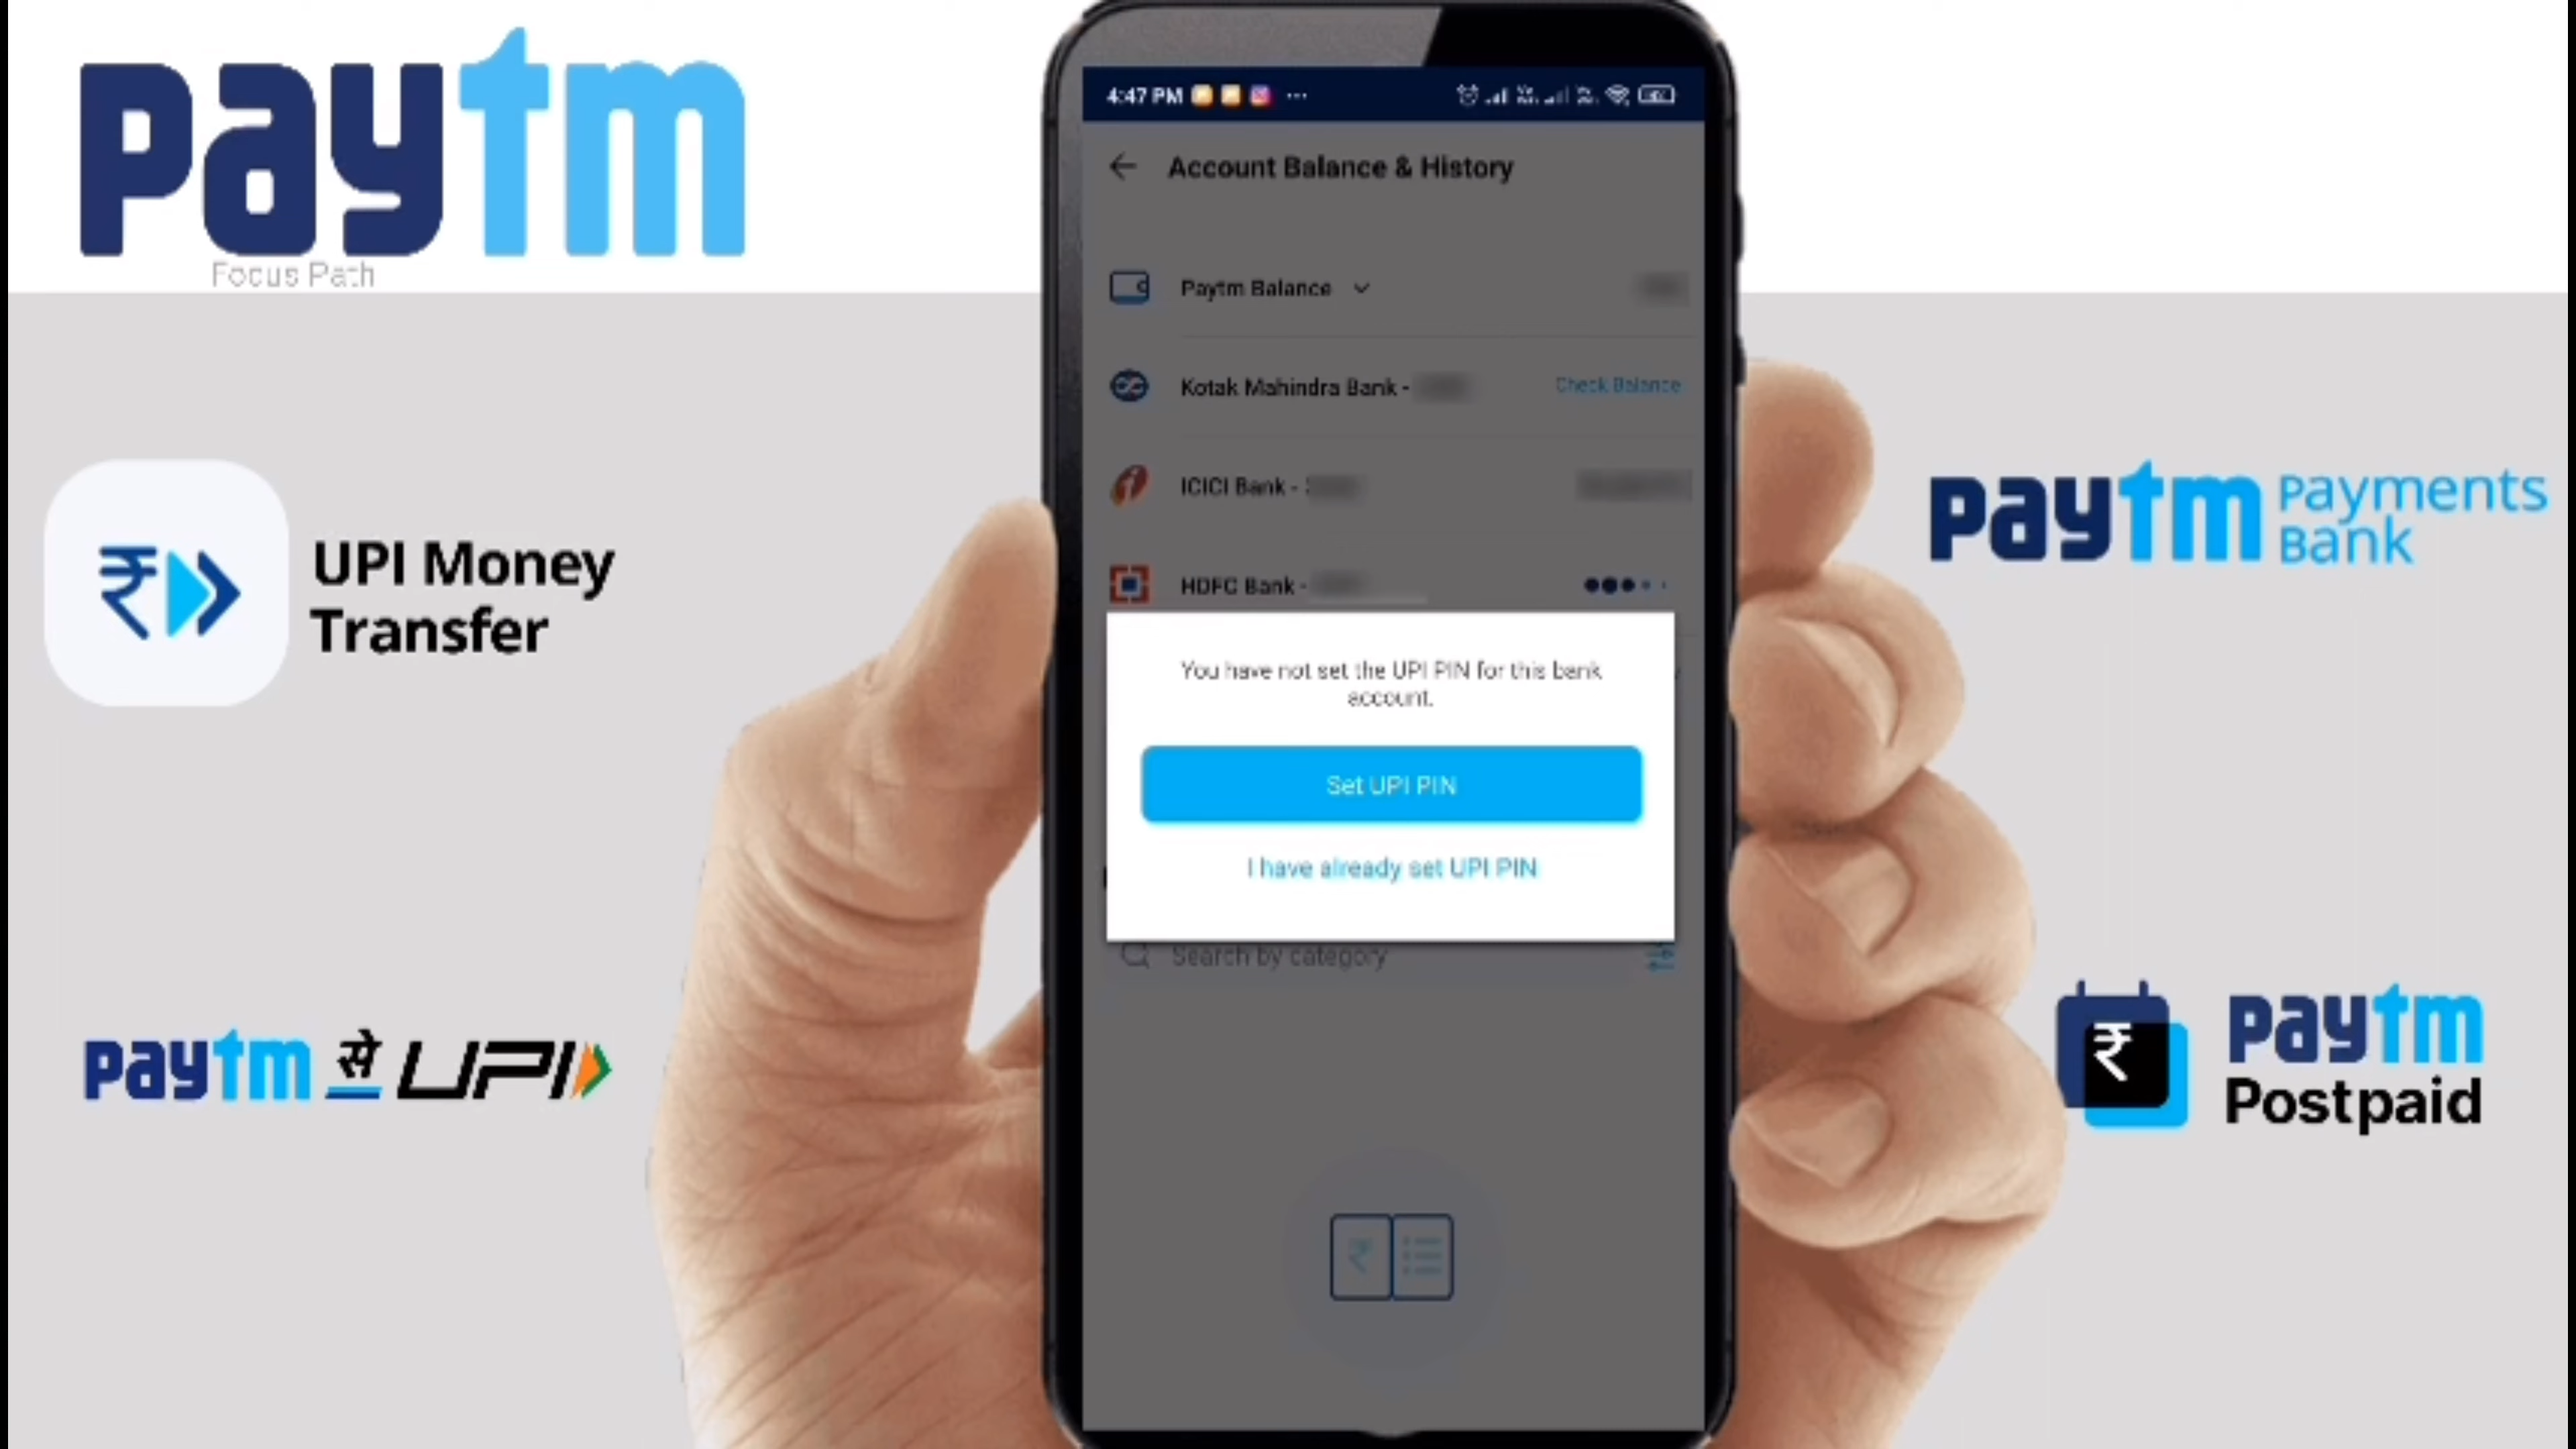 paytm
Focus Path
UPI Money
Transfer
paytm से UPI
4:47 PM
Account Balance & History
Paytm Balance
Kotak Mahindra Bank -
Check Balance
ICICI Bank -
HDFC Bank -
You have not set the UPI PIN for this bank
account.
Set UPI PIN
I have already set UPI PIN
Search by category
₹
paytm Payments
Bank
₹
paytm
Postpaid